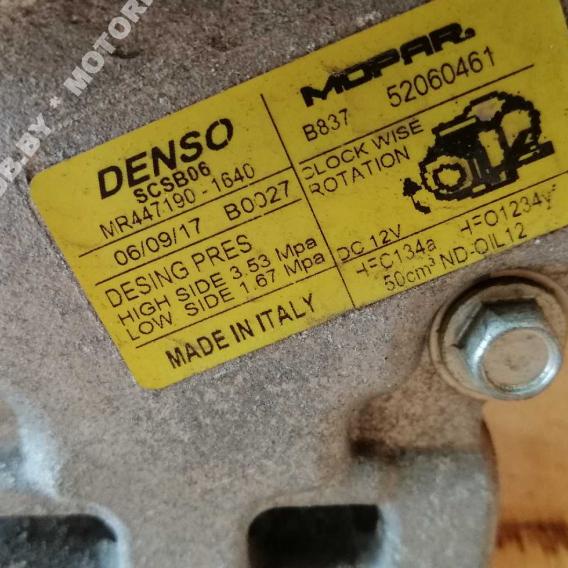 DENSO
SCSB06
MR447190-1640
06/09/17 B0027
DESING PRES
HIGH SIDE 3.53 Mpa
LOW SIDE 1.67 Mpa
MADE IN ITALY
MOPAR.
B837 52060461
CLOCK WISE
ROTATION
DC 12V
HFC134a HFO1234y
50cm³ ND-OIL12